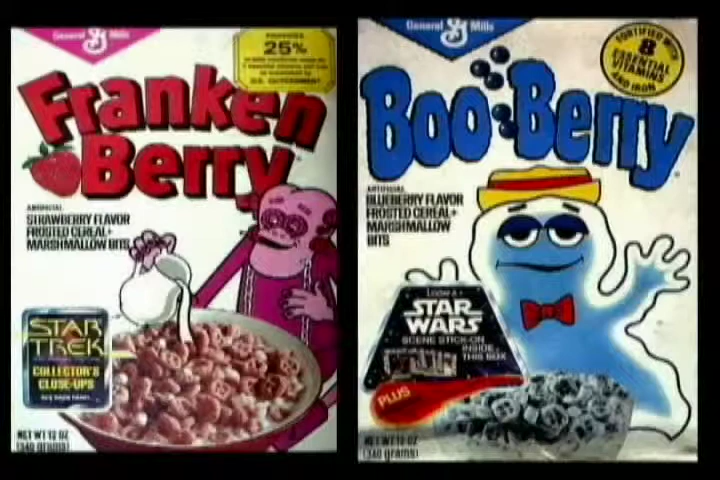 General Mills
PROVIDES
25%
U.S. GOVERNMENT
Franken
Berry
ARTIFICIAL
STRAWBERRY FLAVOR
FROSTED CEREAL+
MARSHMALLOW BITS
STAR
TREK
COLLECTOR'S
CLOSE-UPS
NET WT 12 OZ
(340 grams)
General Mills
FORTIFIED WITH
8
ESSENTIAL
VITAMINS
AND IRON
Boo Berry
ARTIFICIAL
BLUEBERRY FLAVOR
FROSTED CEREAL+
MARSHMALLOW
BITS
STAR
WARS
SCENE STICK-ON
INSIDE
THIS BOX
PLUS
NET WT 12 OZ
(340 grams)